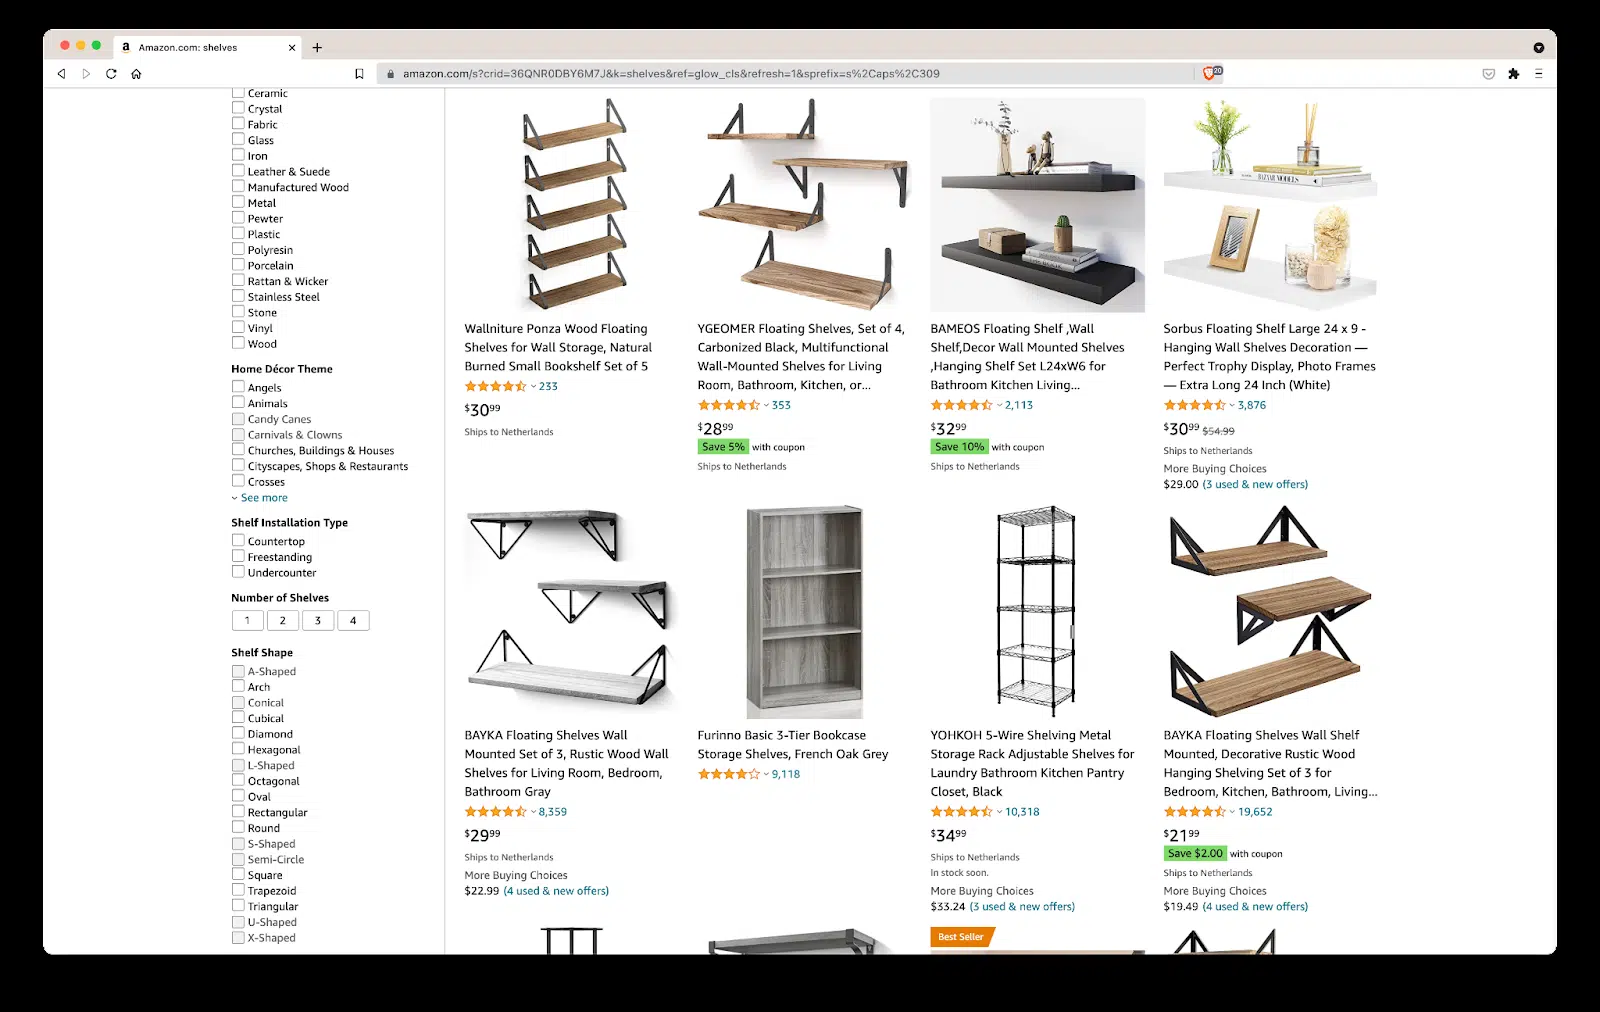 Amazon.com: shelves
amazon.com/s?crid=36QNR0DBY6M7J&k=shelves&ref=glow_cls&refresh=1&sprefix=s%2Caps%2C309
20
Ceramic
Crystal
Fabric
Glass
Iron
Leather & Suede
Manufactured Wood
Metal
Pewter
Plastic
Polyresin
Porcelain
Rattan & Wicker
Stainless Steel
Stone
Vinyl
Wood
Home Décor Theme
Angels
Animals
Candy Canes
Carnivals & Clowns
Churches, Buildings & Houses
Cityscapes, Shops & Restaurants
Crosses
See more
Shelf Installation Type
Countertop
Freestanding
Undercounter
Number of Shelves
1 2 3 4
Shelf Shape
A-Shaped
Arch
Conical
Cubical
Diamond
Hexagonal
L-Shaped
Octagonal
Oval
Rectangular
Round
S-Shaped
Semi-Circle
Square
Trapezoid
Triangular
U-Shaped
X-Shaped
Wallniture Ponza Wood Floating
Shelves for Wall Storage, Natural
Burned Small Bookshelf Set of 5
233
$3099
Ships to Netherlands
YGEOMER Floating Shelves, Set of 4,
Carbonized Black, Multifunctional
Wall-Mounted Shelves for Living
Room, Bathroom, Kitchen, or...
353
$2899
Save 5% with coupon
Ships to Netherlands
BAMEOS Floating Shelf ,Wall
Shelf,Decor Wall Mounted Shelves
,Hanging Shelf Set L24xW6 for
Bathroom Kitchen Living...
2,113
$3299
Save 10% with coupon
Ships to Netherlands
Sorbus Floating Shelf Large 24 x 9 -
Hanging Wall Shelves Decoration —
Perfect Trophy Display, Photo Frames
— Extra Long 24 Inch (White)
3,876
$3099 $54.99
Ships to Netherlands
More Buying Choices
$29.00 (3 used & new offers)
BAYKA Floating Shelves Wall
Mounted Set of 3, Rustic Wood Wall
Shelves for Living Room, Bedroom,
Bathroom Gray
8,359
$2999
Ships to Netherlands
More Buying Choices
$22.99 (4 used & new offers)
Furinno Basic 3-Tier Bookcase
Storage Shelves, French Oak Grey
9,118
YOHKOH 5-Wire Shelving Metal
Storage Rack Adjustable Shelves for
Laundry Bathroom Kitchen Pantry
Closet, Black
10,318
$3499
Ships to Netherlands
In stock soon.
More Buying Choices
$33.24 (3 used & new offers)
BAYKA Floating Shelves Wall Shelf
Mounted, Decorative Rustic Wood
Hanging Shelving Set of 3 for
Bedroom, Kitchen, Bathroom, Living...
19,652
$2199
Save $2.00 with coupon
Ships to Netherlands
More Buying Choices
$19.49 (4 used & new offers)
Best Seller